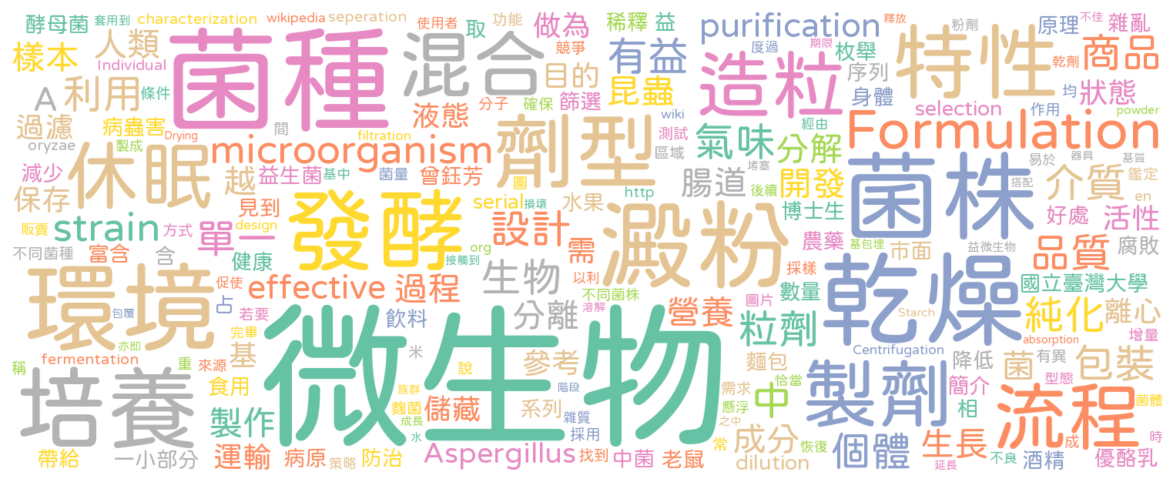 酵母菌 套用到 characterization wikipedia seperation 使用者 取 功能 做為 稀釋 益 purification 度過 期限 粉劑 釋放 原理 不佳 雜亂
樣本 人類 Individual 菌種 混合 競爭 有益 目的 枚舉 造粒 特性 乾劑 商品
A 利用 條件 液態 分子 確保 篩選 昆蟲 序列 身體 均 狀態
過濾 病蟲害 Drying 間 filtration wiki 測試 氣味 經由 selection 作用 powder
oryzae 製成 microorganism 劑型 區域 堵塞 分解 Formulation
減少 休眠 越 益生菌 基中 菌量 曾鈺芳 圖 http 腸道 後續 開發 菌株 易於 器具 基質 鑑定
保存 見到 serial 損壞 水果 博士生 搭配 介質 en
販賣 方式 strain design 單一 發酵 設計 需 澱粉 農藥 基包埋 市面 益微生物 好處 活性
不同菌種 富含 含 健康 接觸到 org 生物 以利 採樣 品質 腐敗
環境 促使 effective 過程 不同菌株 溶解 數量 圖片 乾燥 國立臺灣大學
包覆 占 若要 飲料 分離 營養 粒劑 Starch 純化 離心
亦即 完畢 基 米 參考 麵包 Centrifugation absorption 增量
稱 fermentation 重 來源 微生物 說 恰當 降低 菌 有異 包裝
培養 食用 族群 階段 需求 製劑 簡介 型態
製作 麴菌 成長 儲藏 系列 雜質 懸浮 中 相 流程 菌體
帶給 一小部分 運輸 病原 策略 防治 水 Aspergillus 採用 找到 中菌 老鼠 之中 常 成分 恢復 dilution 個體 生長 延長 不良 成 酒精 時 優酪乳